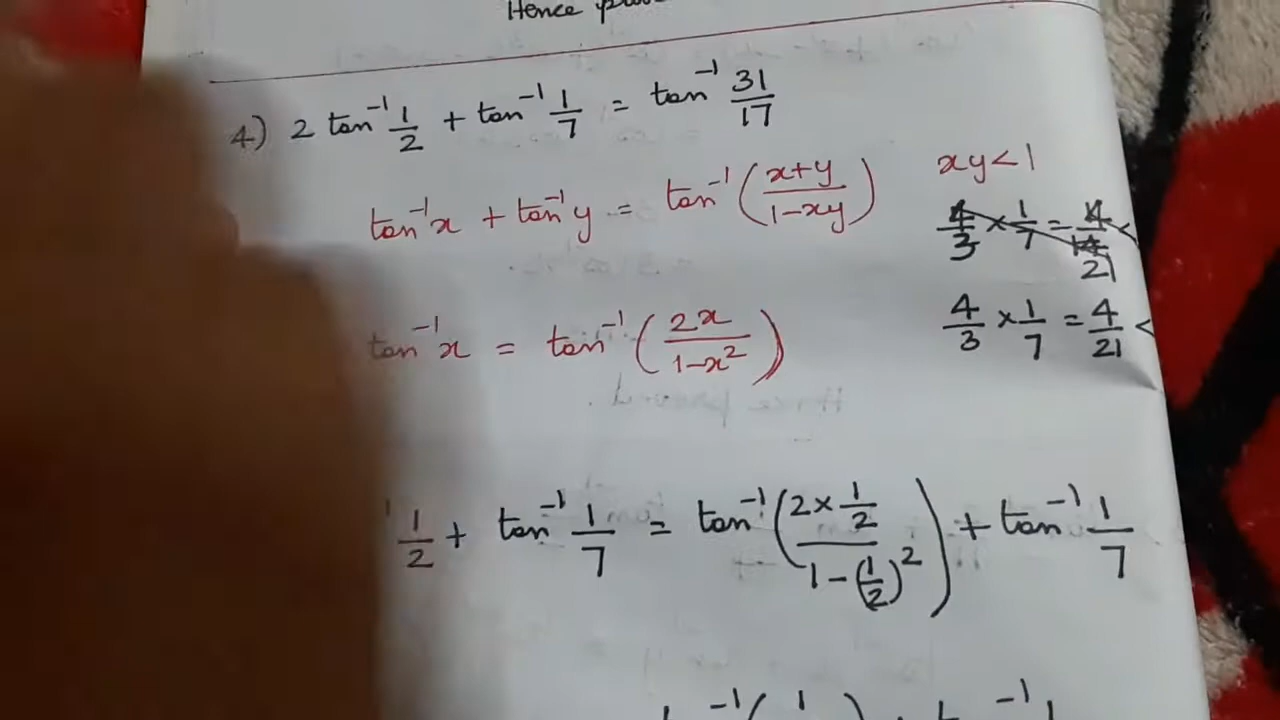 Hence
4) 2 tan⁻¹ 1/2 + tan⁻¹ 1/7 = tan⁻¹ 31/17
tan⁻¹x + tan⁻¹y = tan⁻¹((x+y)/(1-xy))
xy<1
4/3 × 1/7 = 4/21 <
tan⁻¹x = tan⁻¹(2x/(1-x²))
4/3 × 1/7 = 4/21 <
1/2 + tan⁻¹ 1/7 = tan⁻¹((2×1/2)/(1-(1/2)²)) + tan⁻¹ 1/7